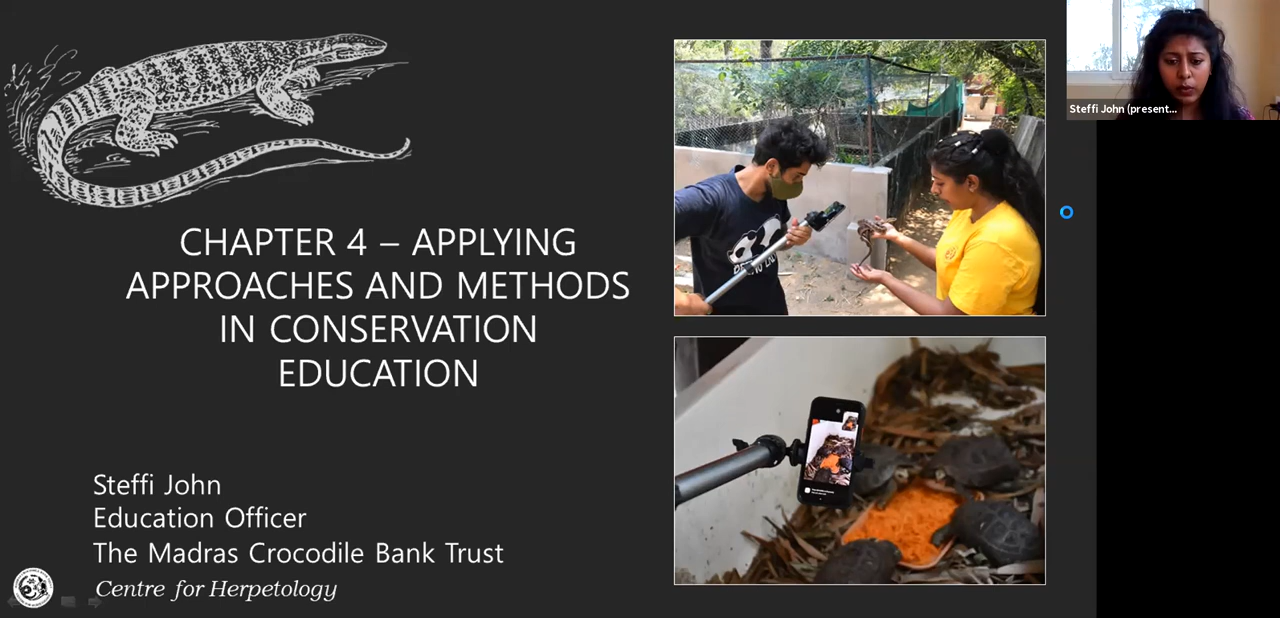 CHAPTER 4 – APPLYING
APPROACHES AND METHODS
IN CONSERVATION
EDUCATION
Steffi John
Education Officer
The Madras Crocodile Bank Trust
Centre for Herpetology
Steffi John (present...